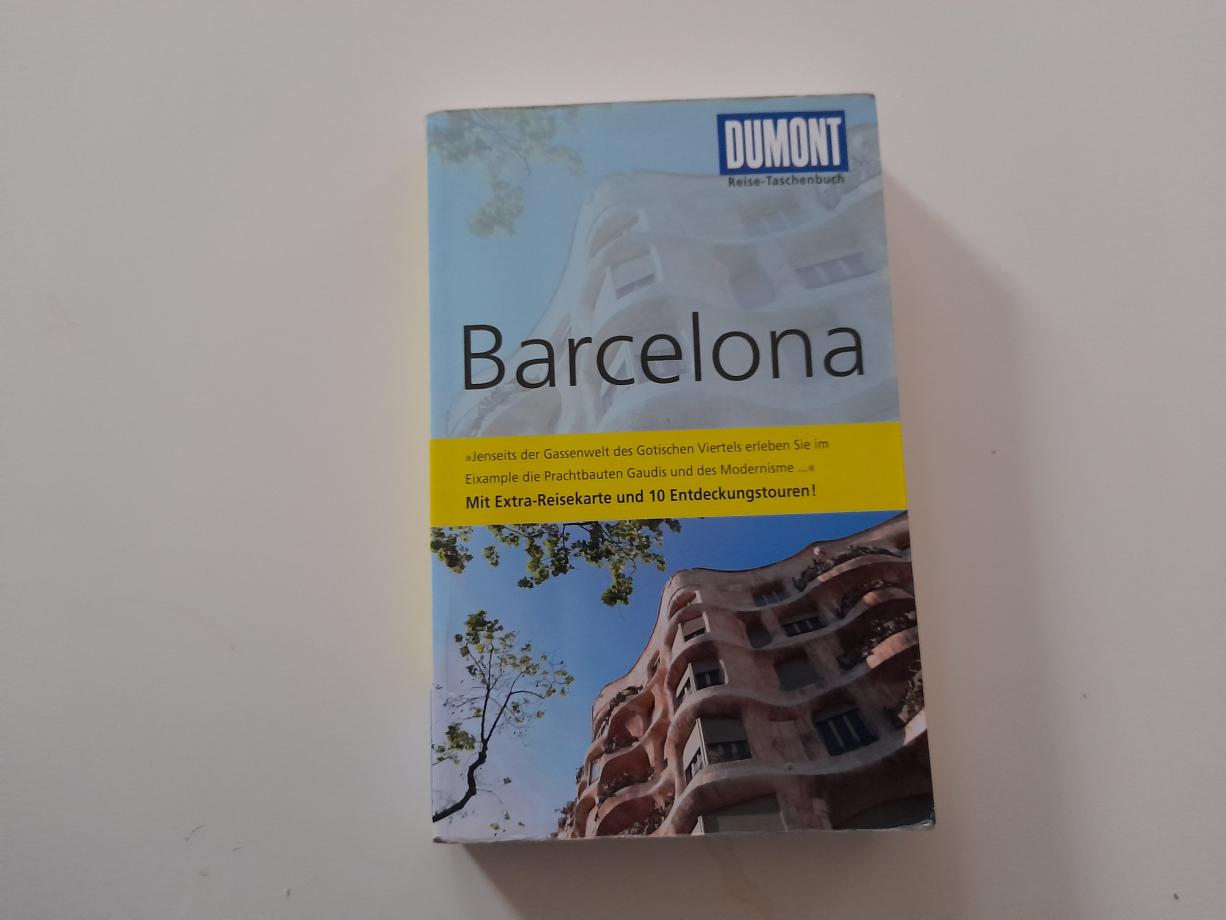 DUMONT
Reise-Taschenbuch
Barcelona
»Jenseits der Gassenwelt des Gotischen Viertels erleben Sie im
Eixample die Prachtbauten Gaudis und des Modernisme ...«
Mit Extra-Reisekarte und 10 Entdeckungstouren!